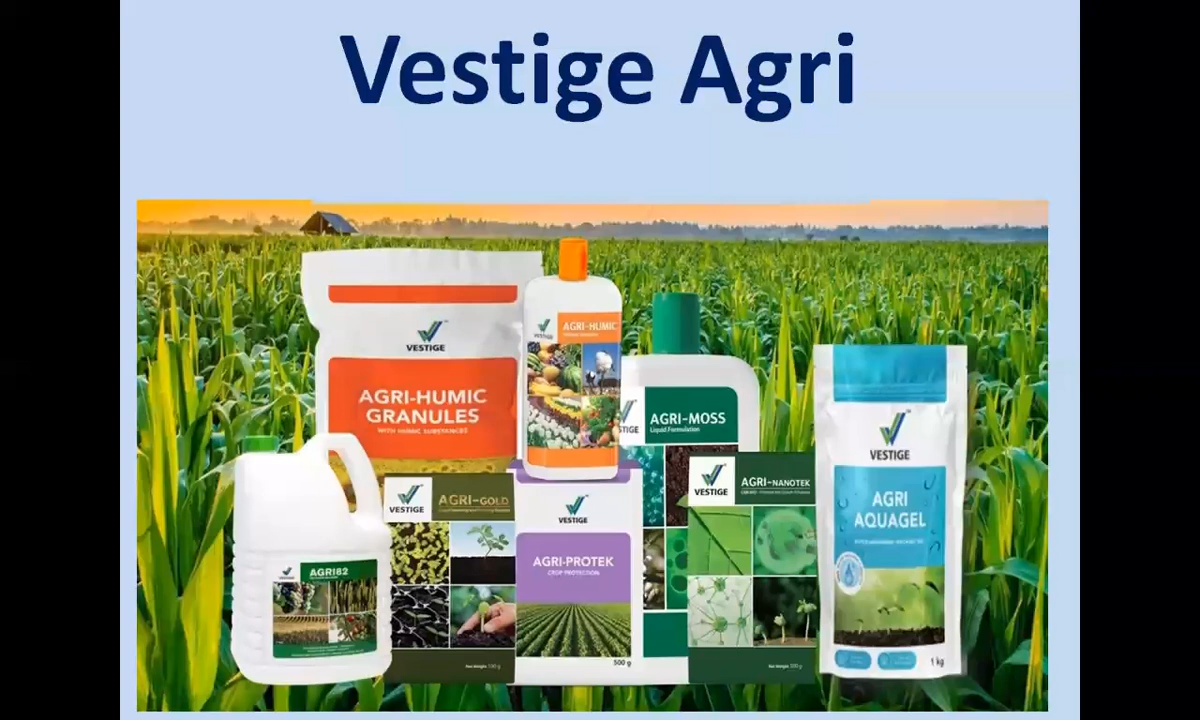 Vestige Agri
VESTIGE
AGRI-HUMIC
GRANULES
WITH HUMIC SUBSTANCES
VESTIGE
AGRI-HUMIC
VESTIGE
AGRI-MOSS
Liquid Formulation
VESTIGE
AGRI82
VESTIGE
AGRI-GOLD
VESTIGE
AGRI-PROTEK
CROP PROTECTION
500 g
VESTIGE
AGRI-NANOTEK
VESTIGE
AGRI
AQUAGEL
1 kg